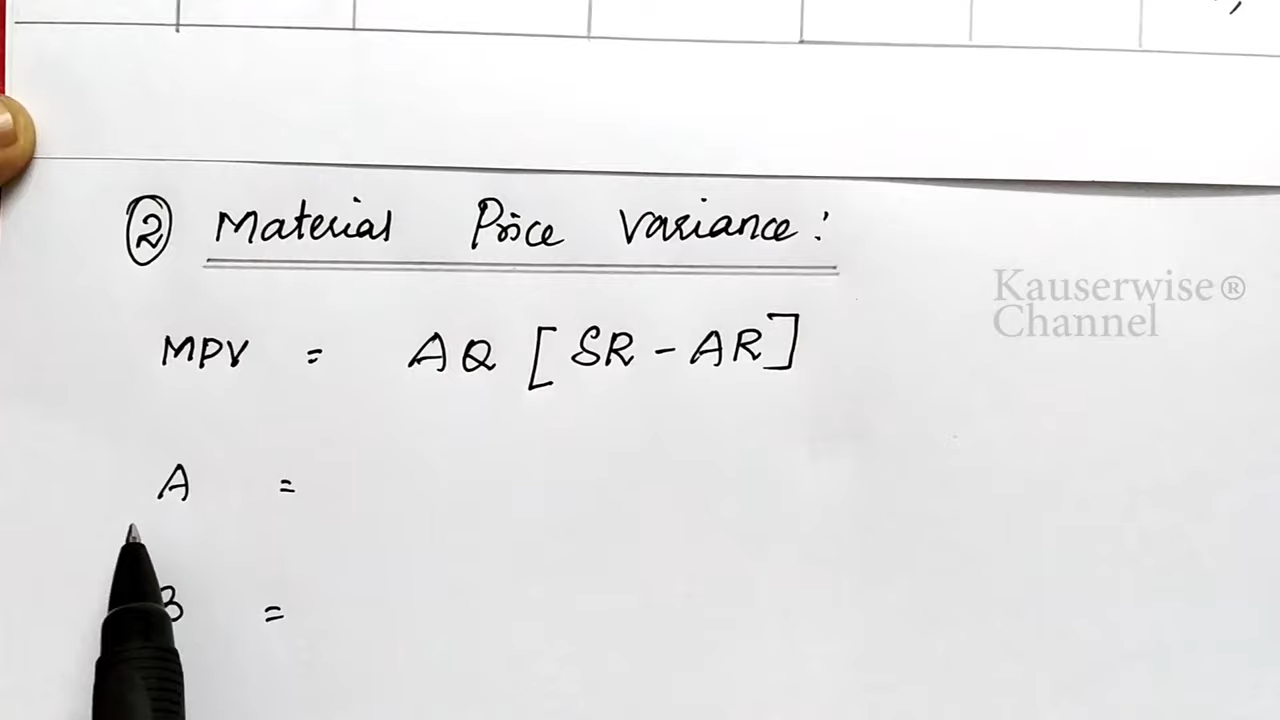 ② Material Price Variance:
Kauserwise®
Channel
MPV = AQ [SR - AR]
A =
B =